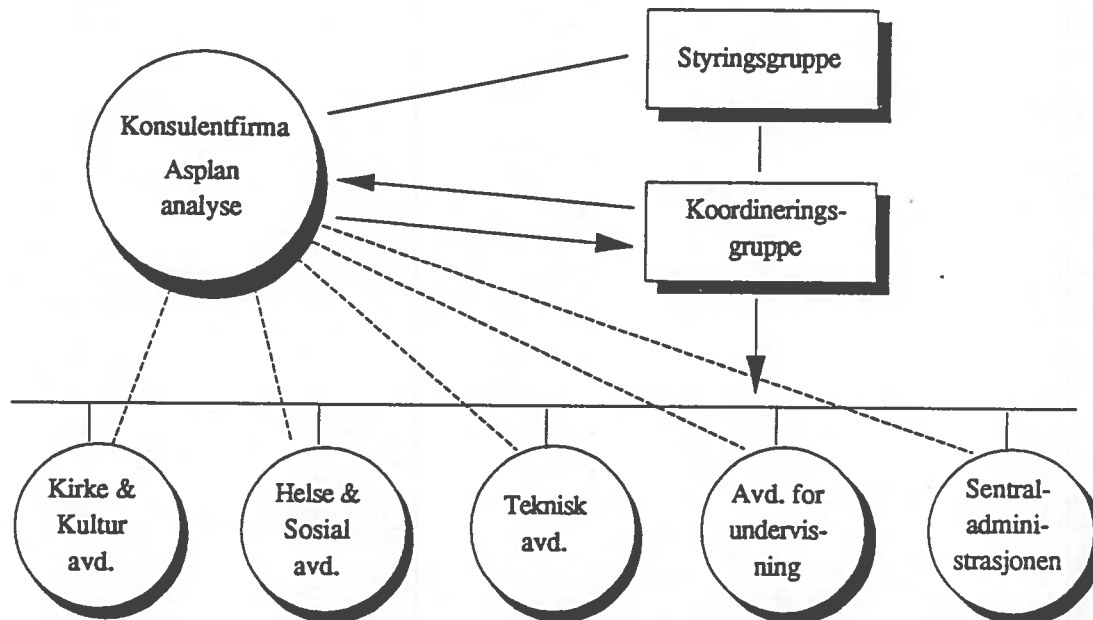 Styringsgruppe
Konsulentfirma
Asplan
analyse
Koordinerings-
gruppe
Kirke &
Kultur
avd.
Helse &
Sosial
avd.
Teknisk
avd.
Avd. for
undervis-
ning
Sentral-
admini-
strasjonen